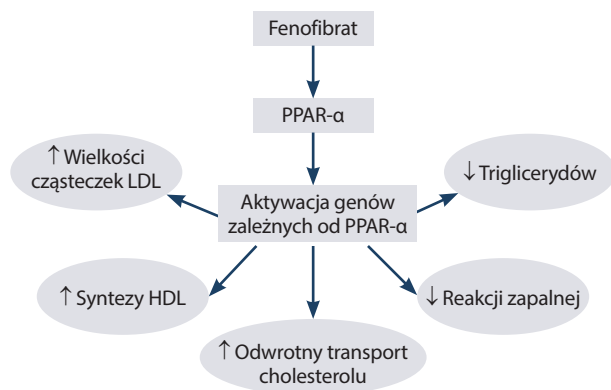 Fenofibrat
PPAR-α
↑ Wielkości
cząsteczek LDL
↓ Triglicerydów
Aktywacja genów
zależnych od PPAR-α
↑ Syntezy HDL
↓ Reakcji zapalnej
↑ Odwrotny transport
cholesterolu